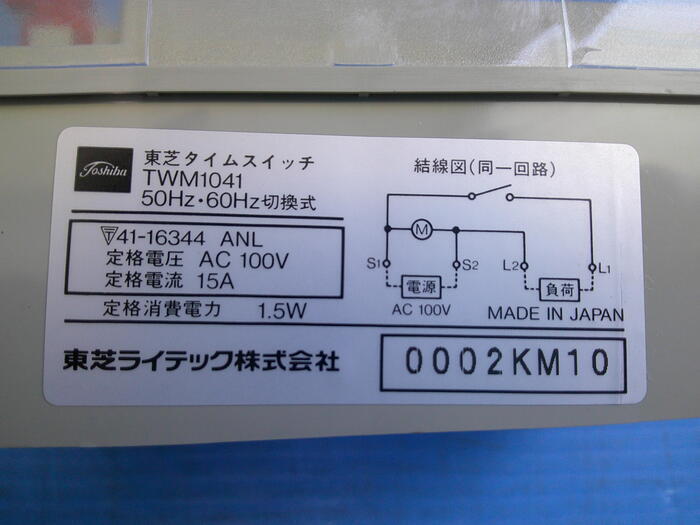 Toshiba
東芝タイムスイッチ
TWM1041
50Hz・60Hz切換式
〒41-16344 ANL
定格電圧 AC 100V
定格電流 15A
定格消費電力 1.5W
東芝ライテック株式会社
結線図(同一回路)
M
S1 S2 L2 L1
電源 負荷
AC 100V
MADE IN JAPAN
0002KM10